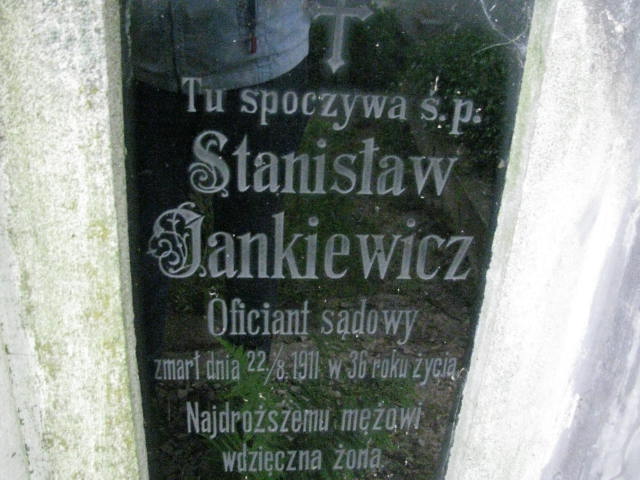 Tu spoczywa ś.p.
Stanisław
Jankiewicz
Oficiant sądowy
zmarł dnia 22/8. 1911 w 36 roku życia.
Najdroższemu mężowi
wdzięczna żona.